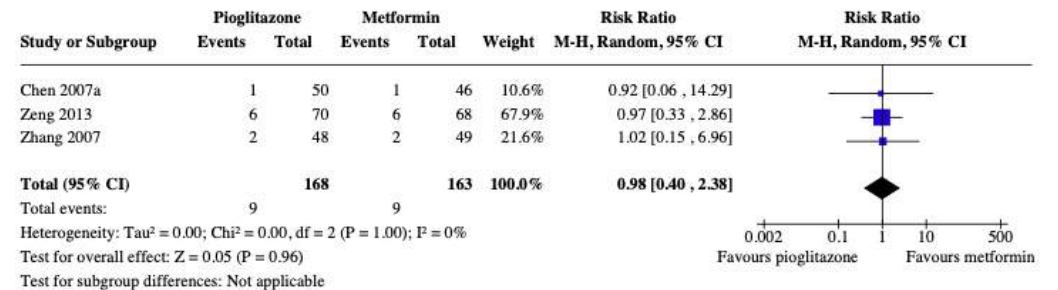 Pioglitazone Metformin Risk Ratio Risk Ratio
Study or Subgroup Events Total Events Total Weight M-H, Random, 95% CI M-H, Random, 95% CI
Chen 2007a 1 50 1 46 10.6% 0.92 [0.06 , 14.29]
Zeng 2013 6 70 6 68 67.9% 0.97 [0.33 , 2.86]
Zhang 2007 2 48 2 49 21.6% 1.02 [0.15 , 6.96]
Total (95% CI) 168 163 100.0% 0.98 [0.40 , 2.38]
Total events: 9 9
Heterogeneity: Tau² = 0.00; Chi² = 0.00, df = 2 (P = 1.00); I² = 0%
0.002 0.1 1 10 500
Test for overall effect: Z = 0.05 (P = 0.96) Favours pioglitazone Favours metformin
Test for subgroup differences: Not applicable